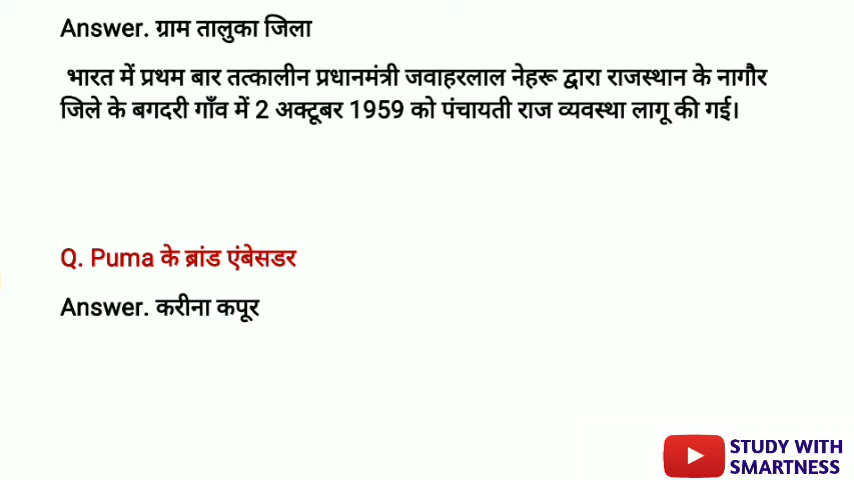 Answer. ग्राम तालुका जिला
भारत में प्रथम बार तत्कालीन प्रधानमंत्री जवाहरलाल नेहरू द्वारा राजस्थान के नागौर
जिले के बगदरी गाँव में 2 अक्टूबर 1959 को पंचायती राज व्यवस्था लागू की गई।
Q. Puma के ब्रांड एंबेसडर
Answer. करीना कपूर
STUDY WITH
SMARTNESS